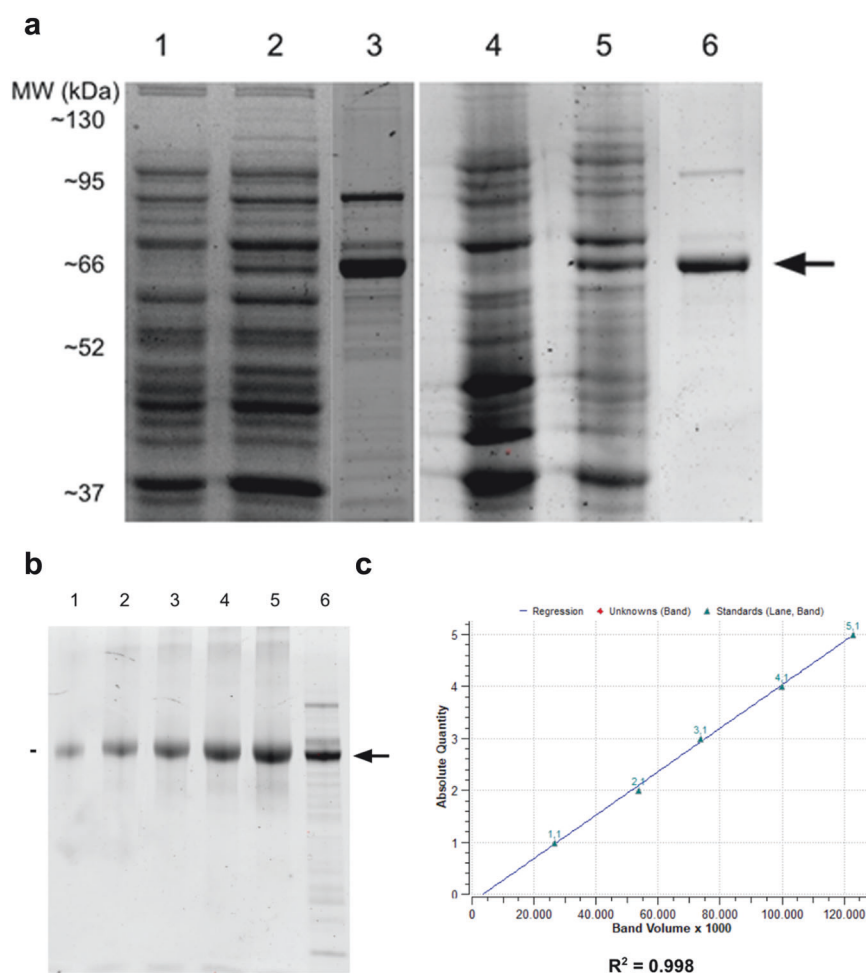 a
1 2 3 4 5 6
MW (kDa)
~130
~95
~66
~52
~37
b
1 2 3 4 5 6
-
c
Regression Unknowns (Band) Standards (Lane, Band)
Absolute Quantity
5
4
3
2
1
0
5,1
4,1
3,1
2,1
1,1
0 20.000 40.000 60.000 80.000 100.000 120.000
Band Volume x 1000
R² = 0.998